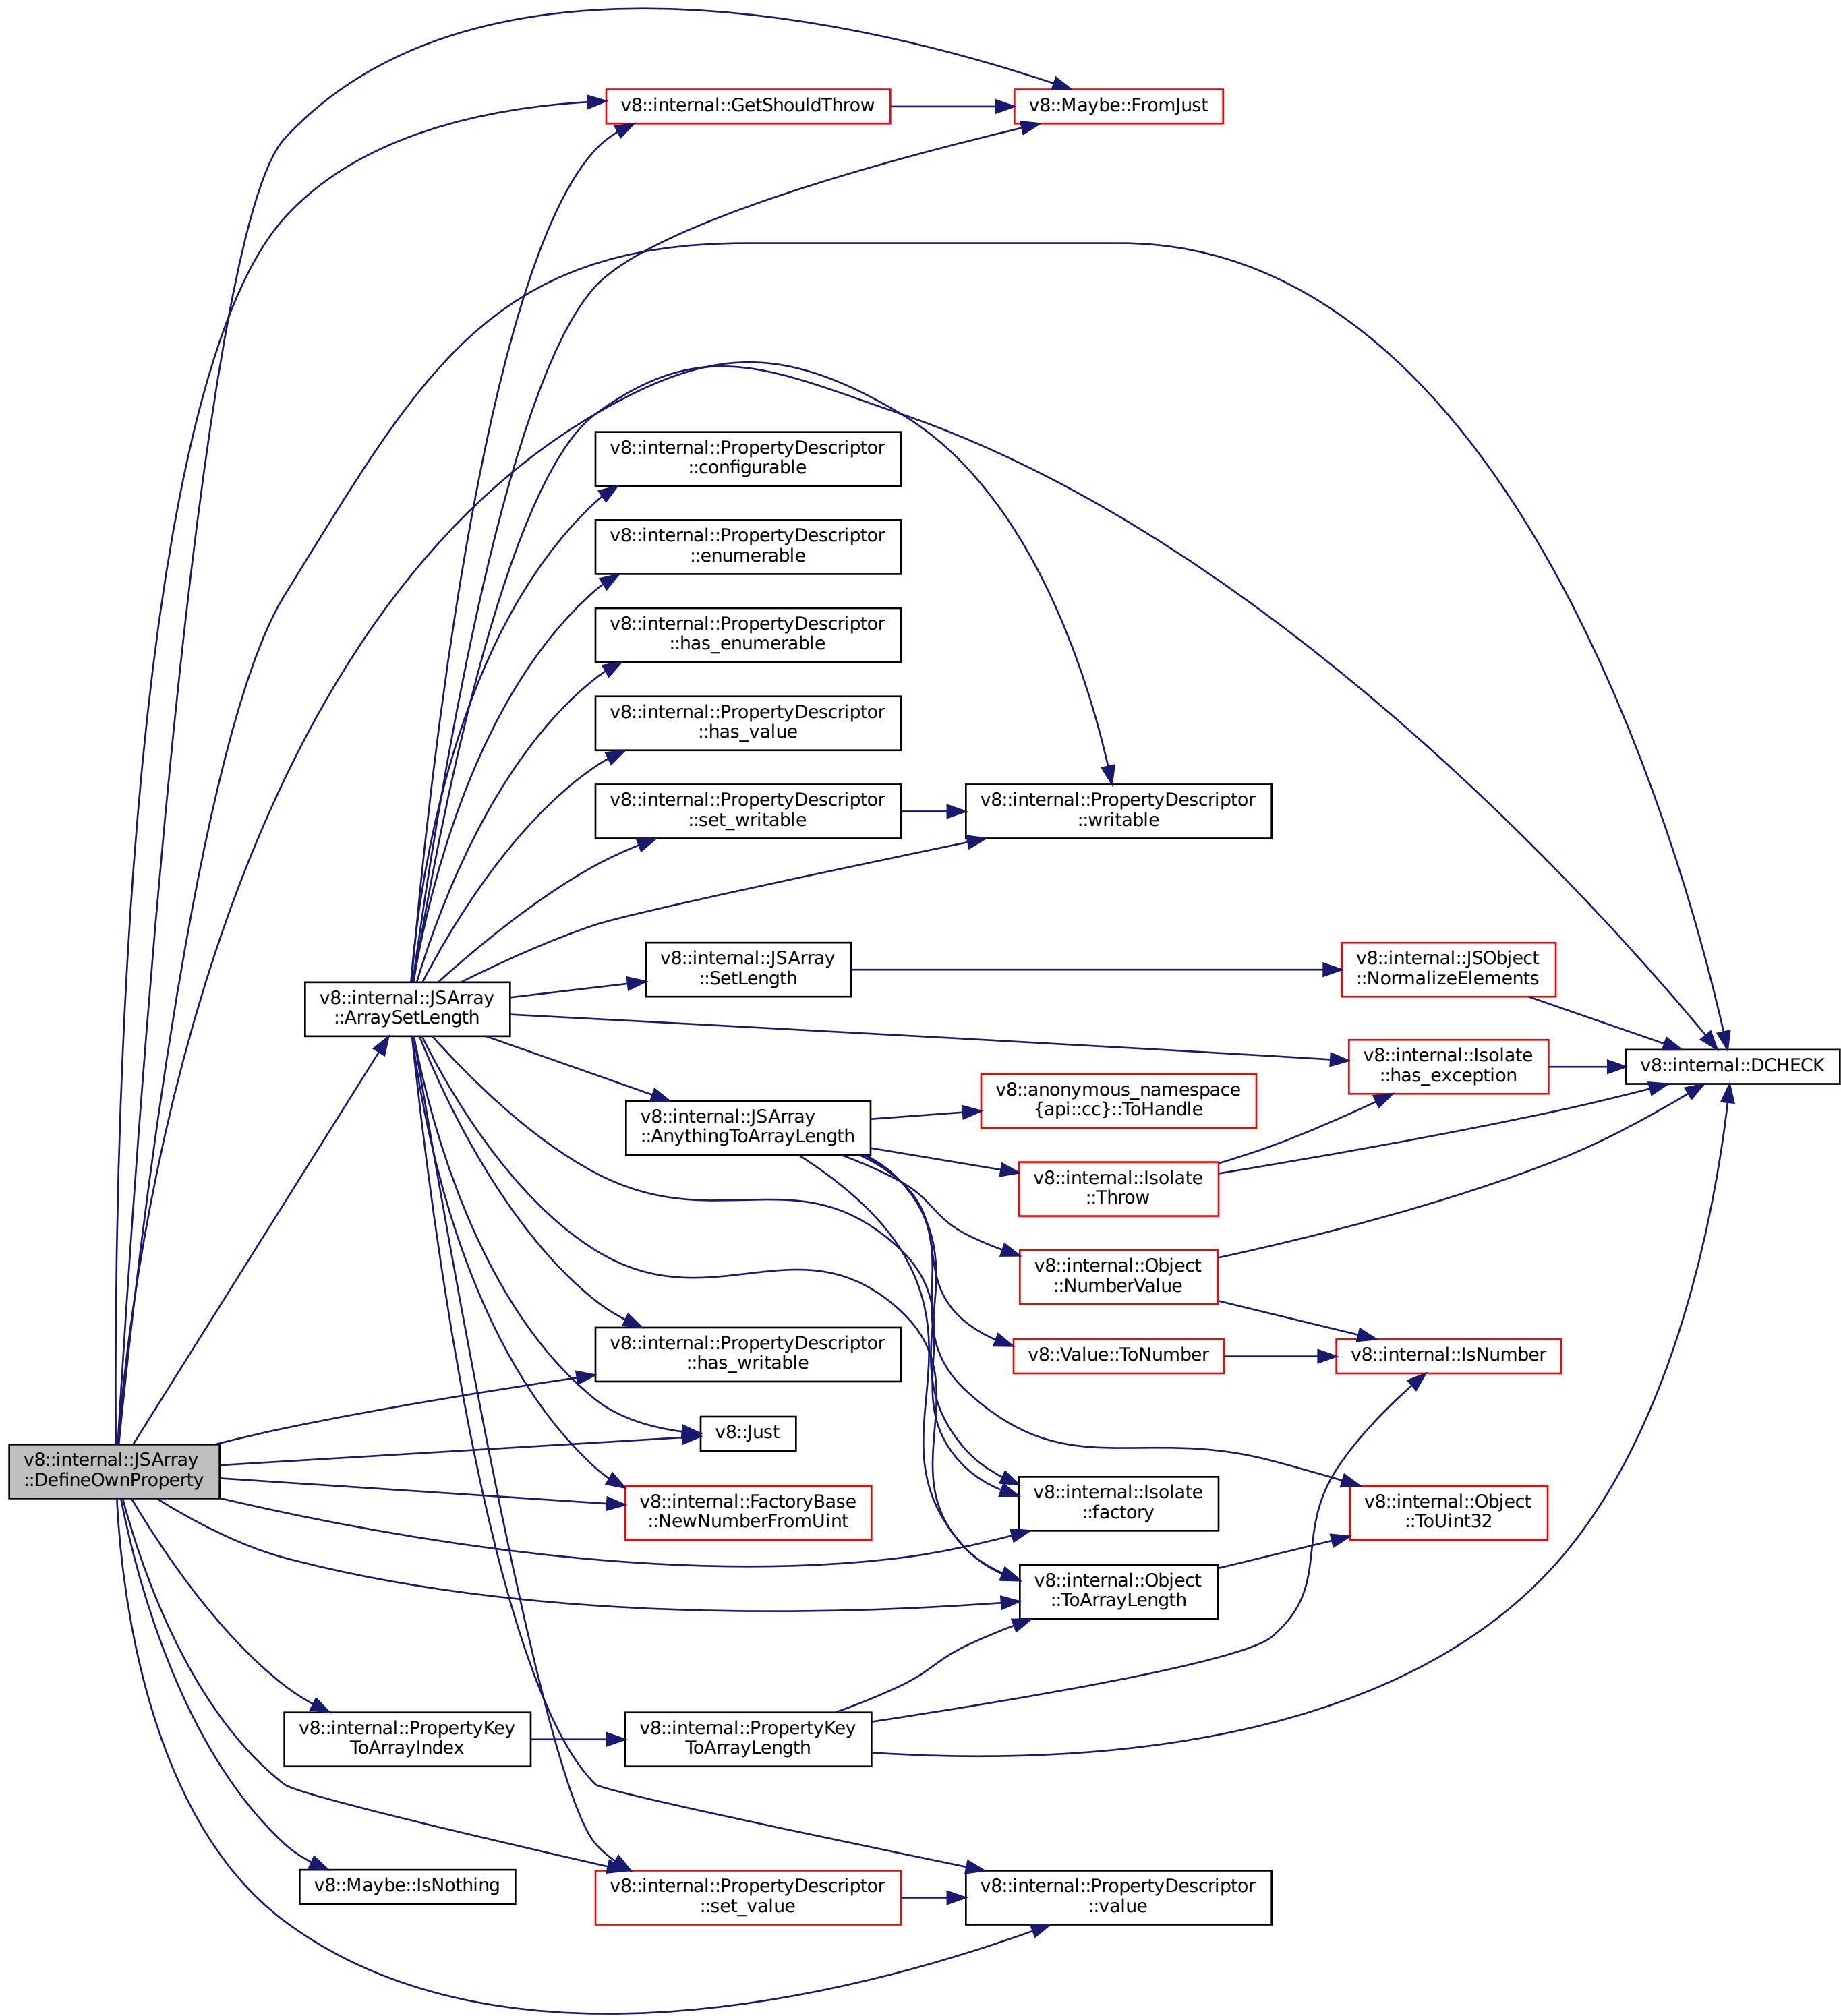 v8::internal::GetShouldThrow
v8::Maybe::FromJust
v8::internal::PropertyDescriptor
::configurable
v8::internal::PropertyDescriptor
::enumerable
v8::internal::PropertyDescriptor
::has_enumerable
v8::internal::PropertyDescriptor
::has_value
v8::internal::PropertyDescriptor
::set_writable
v8::internal::PropertyDescriptor
::writable
v8::internal::JSArray
::SetLength
v8::internal::JSObject
::NormalizeElements
v8::internal::JSArray
::ArraySetLength
v8::internal::Isolate
::has_exception
v8::internal::DCHECK
v8::internal::JSArray
::AnythingToArrayLength
v8::anonymous_namespace
{api::cc}::ToHandle
v8::internal::Isolate
::Throw
v8::internal::Object
::NumberValue
v8::internal::PropertyDescriptor
::has_writable
v8::Value::ToNumber
v8::internal::IsNumber
v8::Just
v8::internal::JSArray
::DefineOwnProperty
v8::internal::FactoryBase
::NewNumberFromUint
v8::internal::Isolate
::factory
v8::internal::Object
::ToUint32
v8::internal::Object
::ToArrayLength
v8::internal::PropertyKey
ToArrayIndex
v8::internal::PropertyKey
ToArrayLength
v8::Maybe::IsNothing
v8::internal::PropertyDescriptor
::set_value
v8::internal::PropertyDescriptor
::value